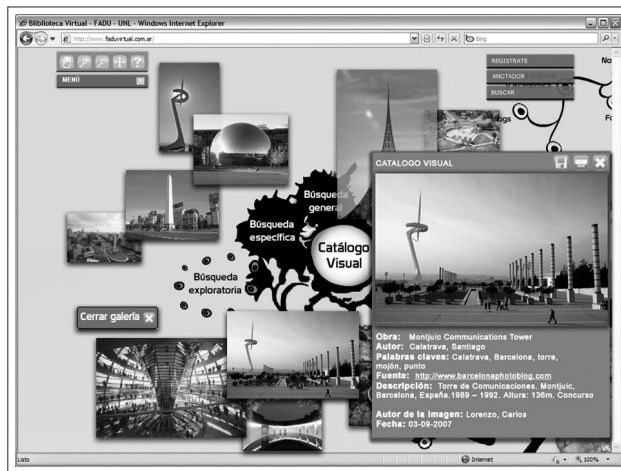 Bliblioteca Virtual - FADU - UNL - Windows Internet Explorer
http://www.faduvirtual.com.ar/
Bing
MENÚ
REGISTRATE
ANOTADOR
BUSCAR
CATALOGO VISUAL
Búsqueda
general
Búsqueda
específica
Catálogo
Visual
Búsqueda
exploratoria
Cerrar galería
Obra: Montjuic Communications Tower
Autor: Calatrava, Santiago
Palabras claves: Calatrava, Barcelona, torre,
mojón, punto
Fuente: http://www.barcelonaphotoblog.com
Descripción: Torre de Comunicaciones. Montjuic,
Barcelona, España.1989 – 1992. Altura: 136m. Concurso
Autor de la imagen: Lorenzo, Carlos
Fecha: 03-09-2007
Listo
Internet
100%